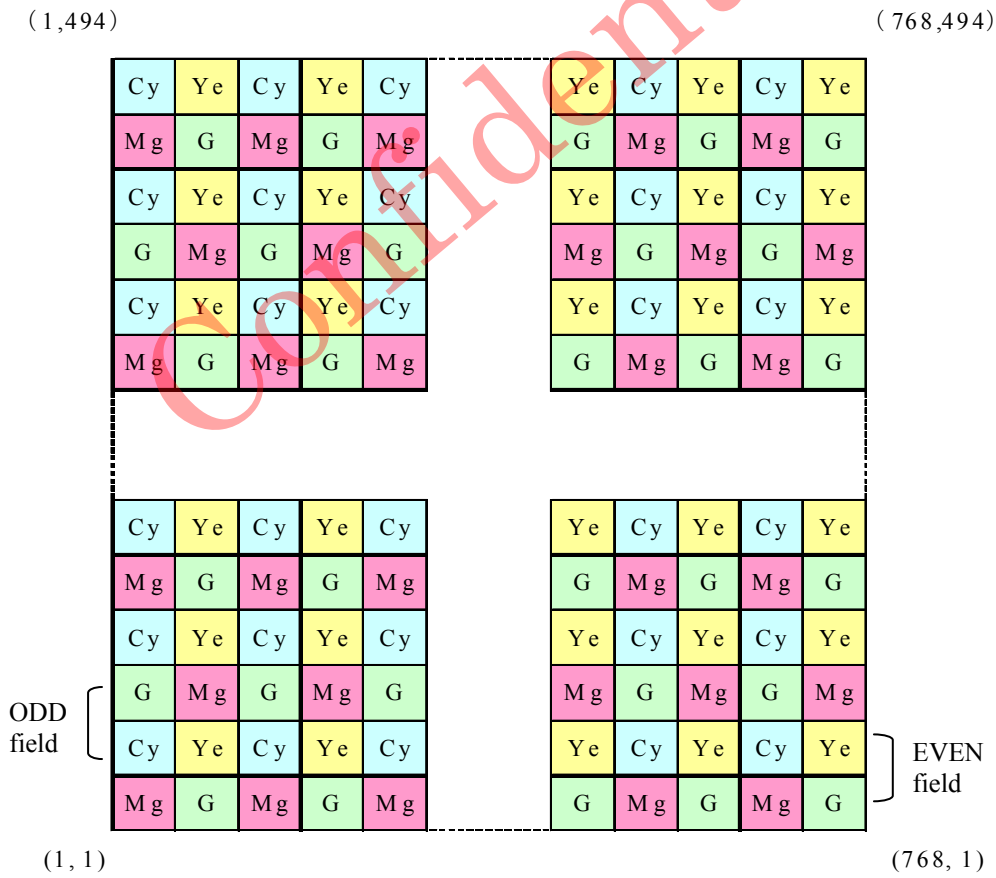 (1,494) (768,494)
Cy Ye Cy Ye Cy Ye Cy Ye Cy Ye
Mg G Mg G Mg G Mg G Mg G
Cy Ye Cy Ye Cy Ye Cy Ye Cy Ye
G Mg G Mg G Mg G Mg G Mg
Cy Ye Cy Ye Cy Ye Cy Ye Cy Ye
Mg G Mg G Mg G Mg G Mg G
Cy Ye Cy Ye Cy Ye Cy Ye Cy Ye
Mg G Mg G Mg G Mg G Mg G
Cy Ye Cy Ye Cy Ye Cy Ye Cy Ye
G Mg G Mg G Mg G Mg G Mg
ODD
field
Cy Ye Cy Ye Cy Ye Cy Ye Cy Ye
EVEN
field
Mg G Mg G Mg G Mg G Mg G
(1, 1) (768, 1)
Confident